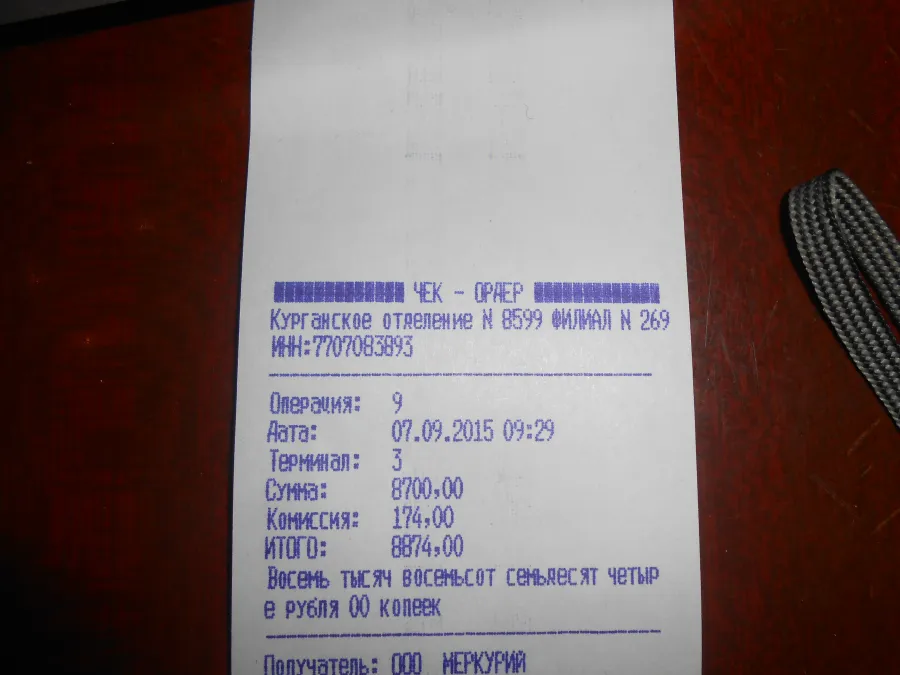 ЧЕК - ОРДЕР
Курганское отделение N 8599 ФИЛИАЛ N 269
ИНН:7707083893
Операция: 9
Дата: 07.09.2015 09:29
Терминал: 3
Сумма: 8700,00
Комиссия: 174,00
ИТОГО: 8874,00
Восемь тысяч восемьсот семьдесят четыр
е рубля 00 копеек
Получатель: ООО МЕРКУРИЙ